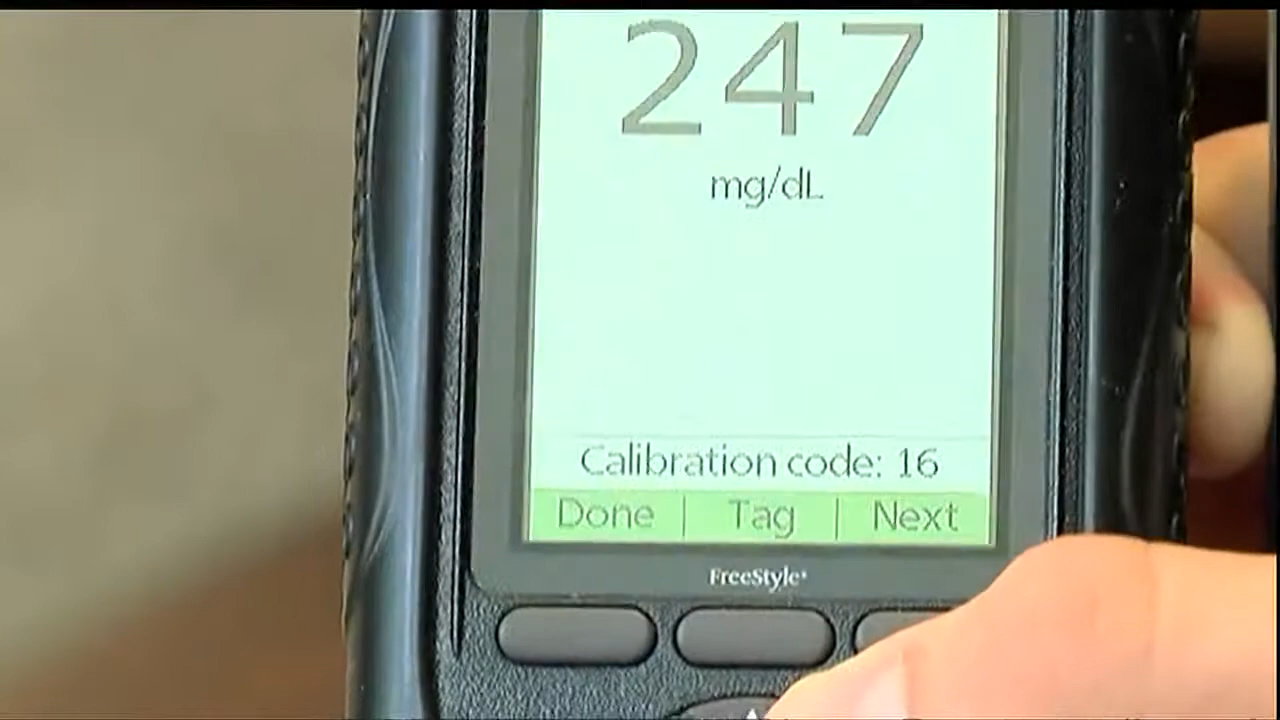 247
mg/dL
Calibration code: 16
Done | Tag | Next
FreeStyle